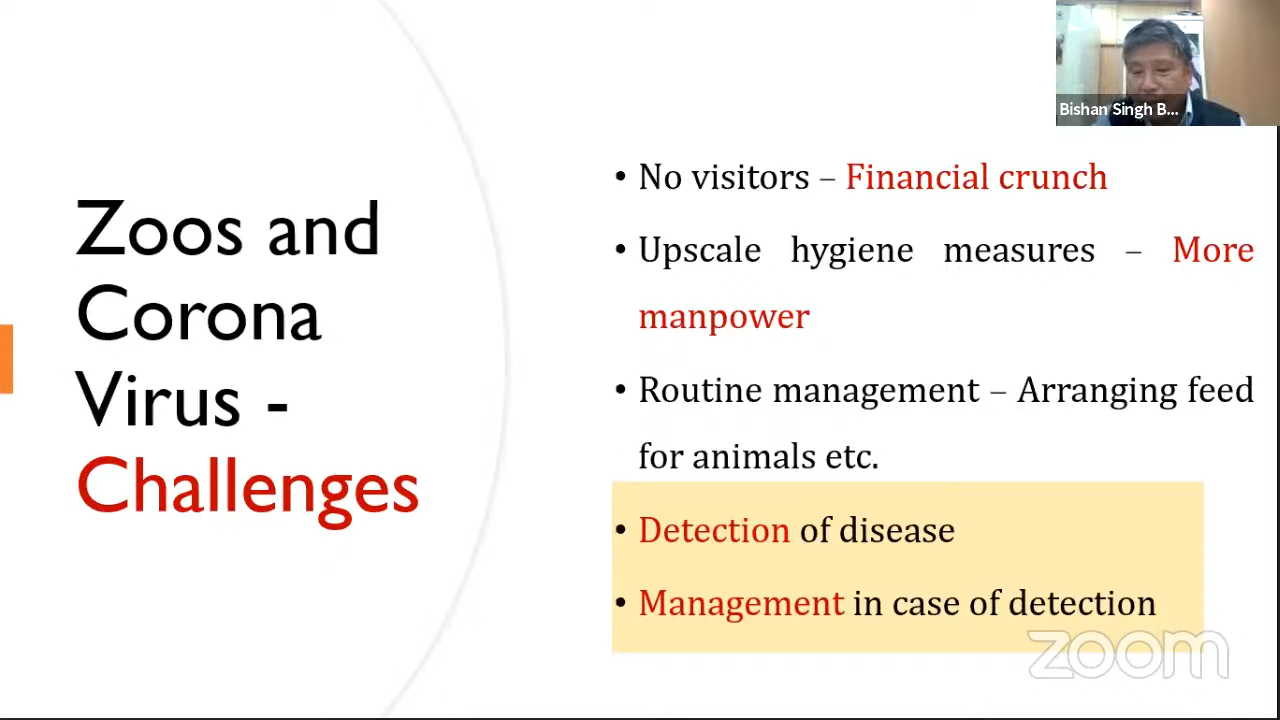 Bishan Singh B...
Zoos and
Corona
Virus -
Challenges
• No visitors – Financial crunch
• Upscale hygiene measures – More
manpower
• Routine management – Arranging feed
for animals etc.
• Detection of disease
• Management in case of detection
zoom